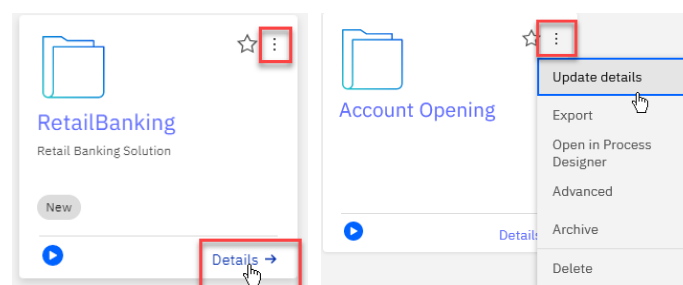 RetailBanking
Retail Banking Solution
New
Details
Account Opening
Details
Update details
Export
Open in Process
Designer
Advanced
Archive
Delete